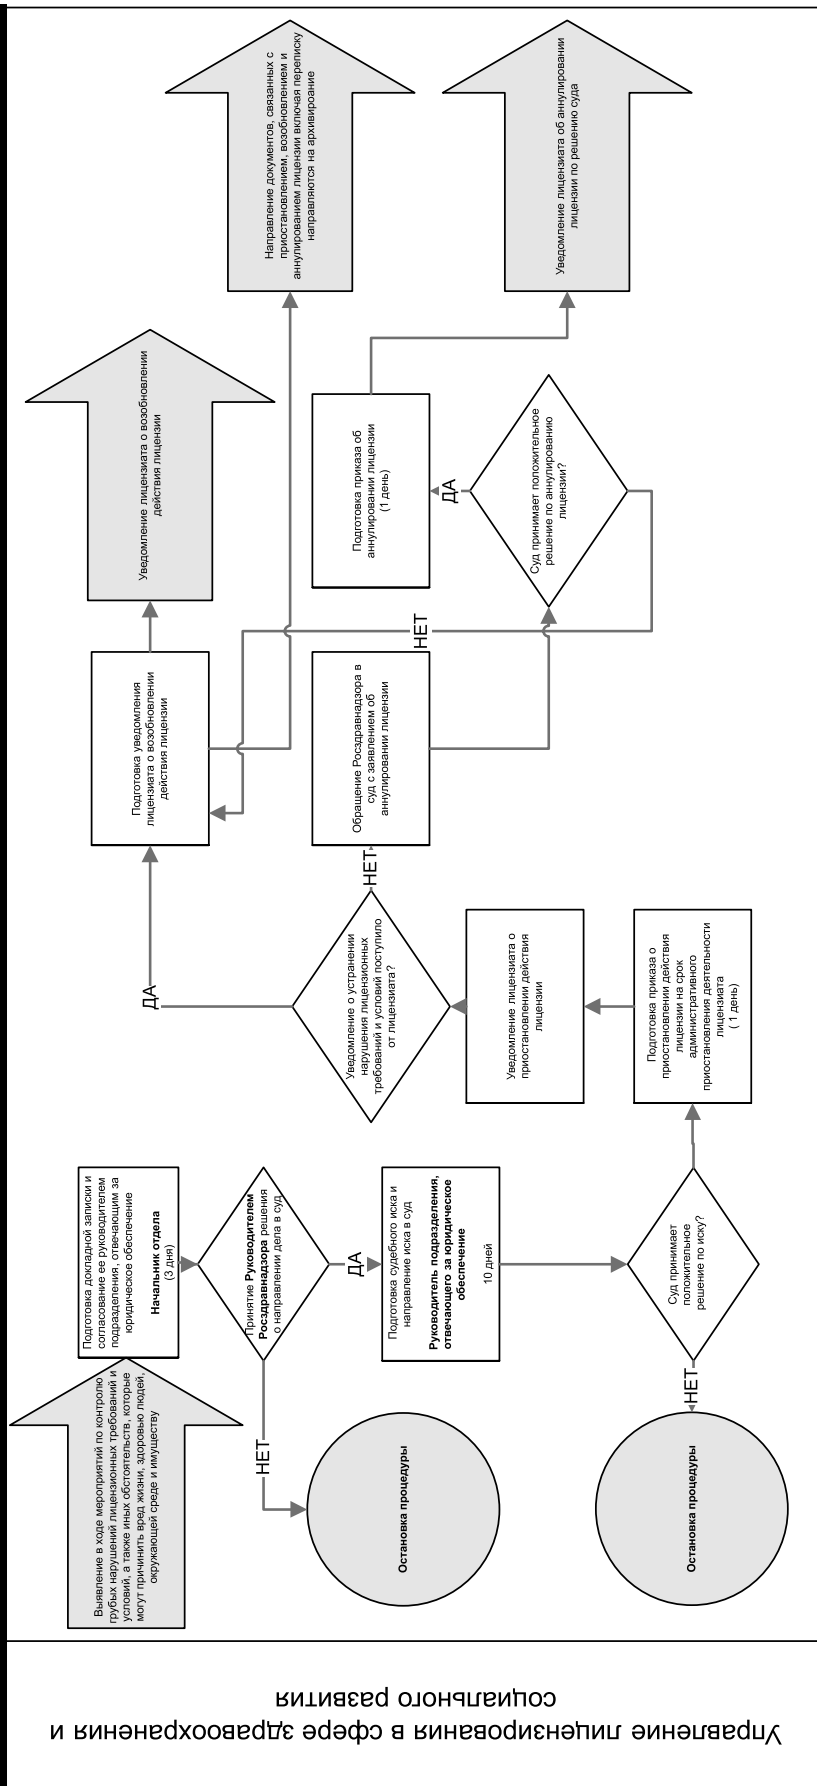 Управление лицензирования в сфере здравоохранения и
социального развития
Выявление в ходе мероприятий по контролю
грубых нарушений лицензионных требований и
условий, а также иных обстоятельств, которые
могут причинить вред жизни, здоровью людей,
окружающей среде и имуществу
Подготовка докладной записки и
согласование ее руководителем
подразделения, отвечающим за
юридическое обеспечение
Начальник отдела
(3 дня)
Принятие Руководителем
Росздравнадзора решения
о направлении дела в суд
НЕТ
Остановка процедуры
ДА
Подготовка судебного иска и
направление иска в суд
Руководитель подразделения,
отвечающего за юридическое
обеспечение
10 дней
Суд принимает
положительное
решение по иску?
НЕТ
Остановка процедуры
Подготовка приказа о
приостановлении действия
лицензии на срок
административного
приостановления деятельности
лицензиата
( 1 день)
Уведомление лицензиата о
приостановлении действия
лицензии
Уведомление о устранении
нарушения лицензионных
требований и условий поступило
от лицензиата?
ДА
НЕТ
Подготовка уведомления
лицензиата о возобновлении
действия лицензии
Обращение Росздравнадзора в
суд с заявлением об
аннулировании лицензии
НЕТ
Суд принимает положительное
решение по аннулированию
лицензии?
ДА
Подготовка приказа об
аннулировании лицензии
(1 день)
Уведомление лицензиата о возобновлении
действия лицензии
Направление документов, связанных с
приостановлением, возобновлением и
аннулированием лицензии включая переписку
направляются на архивироание
Уведомление лицензиата об аннулировании
лицензии по решению суда